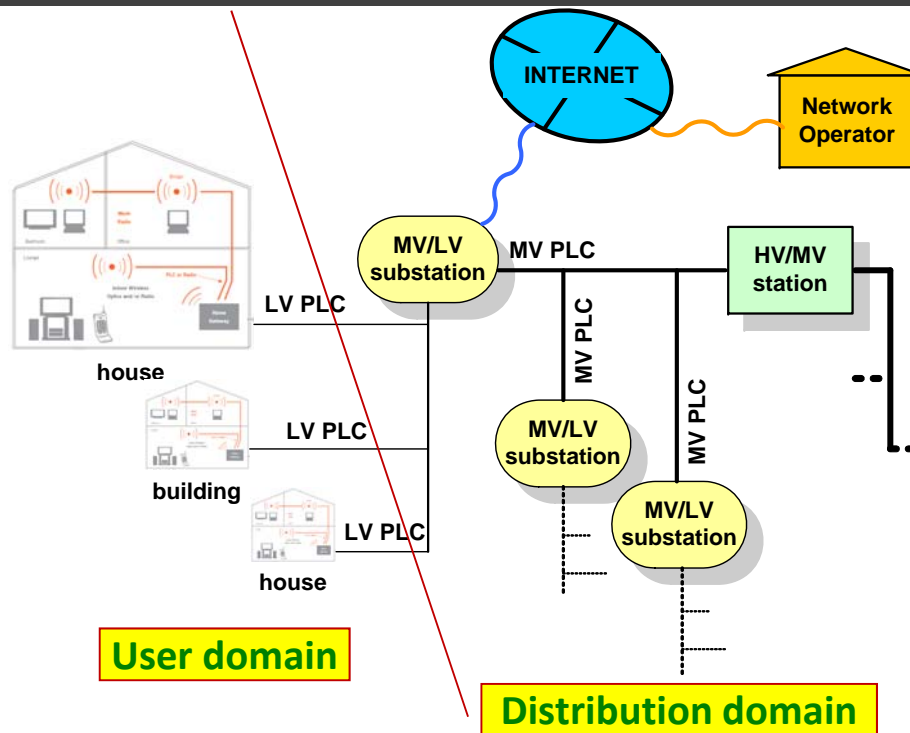 INTERNET
Network
Operator
MV/LV
substation
MV PLC
HV/MV
station
LV PLC
house
MV PLC
MV PLC
LV PLC
building
MV/LV
substation
MV/LV
substation
LV PLC
house
User domain
Distribution domain